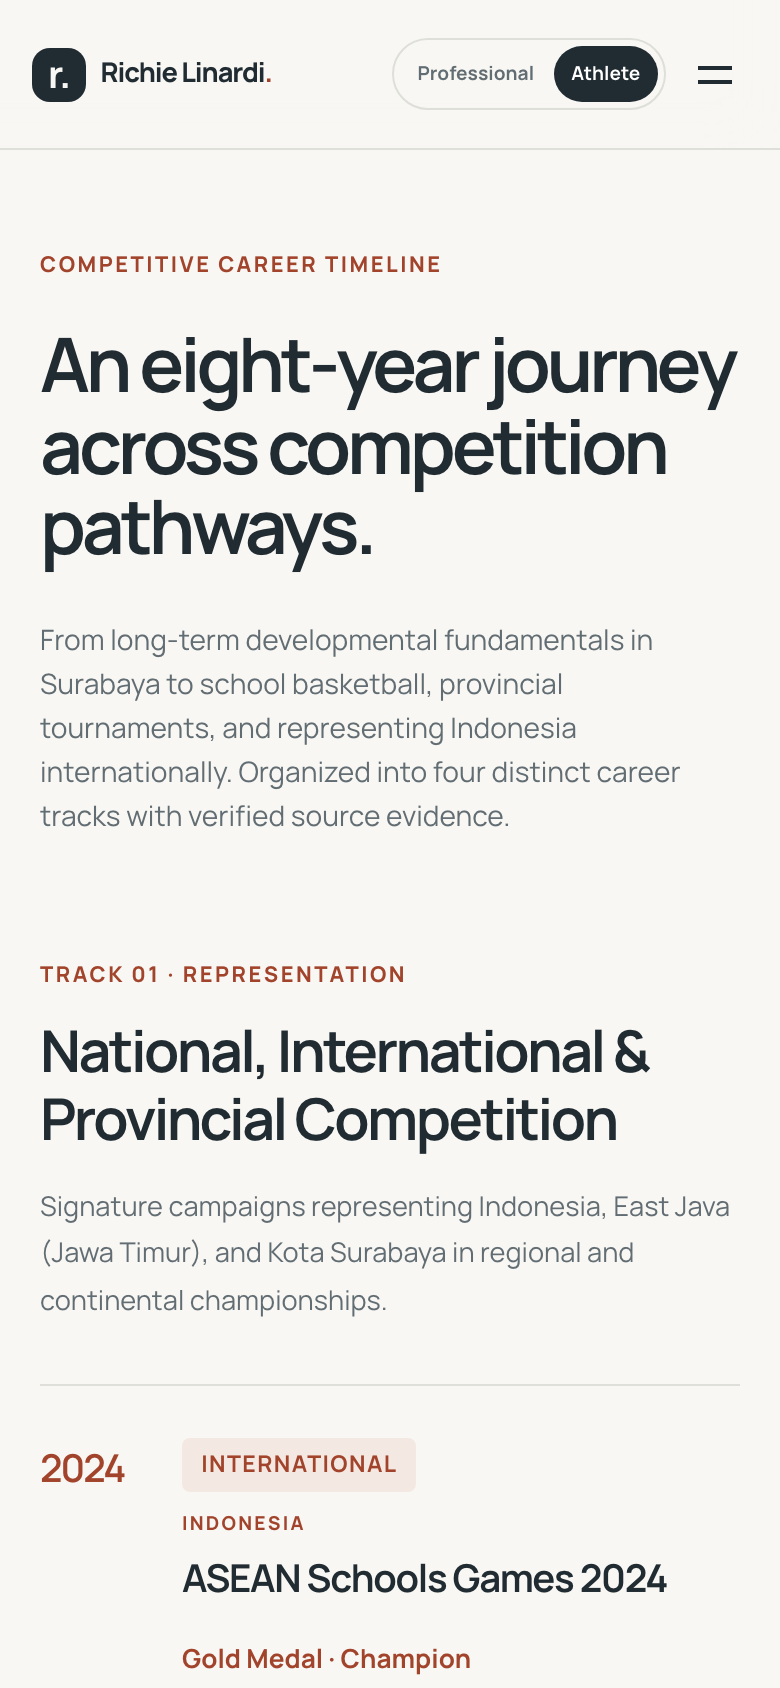 r. Richie Linardi. Professional Athlete
COMPETITIVE CAREER TIMELINE
An eight-year journey
across competition
pathways.
From long-term developmental fundamentals in
Surabaya to school basketball, provincial
tournaments, and representing Indonesia
internationally. Organized into four distinct career
tracks with verified source evidence.
TRACK 01 · REPRESENTATION
National, International &
Provincial Competition
Signature campaigns representing Indonesia, East Java
(Jawa Timur), and Kota Surabaya in regional and
continental championships.
2024 INTERNATIONAL
INDONESIA
ASEAN Schools Games 2024
Gold Medal · Champion